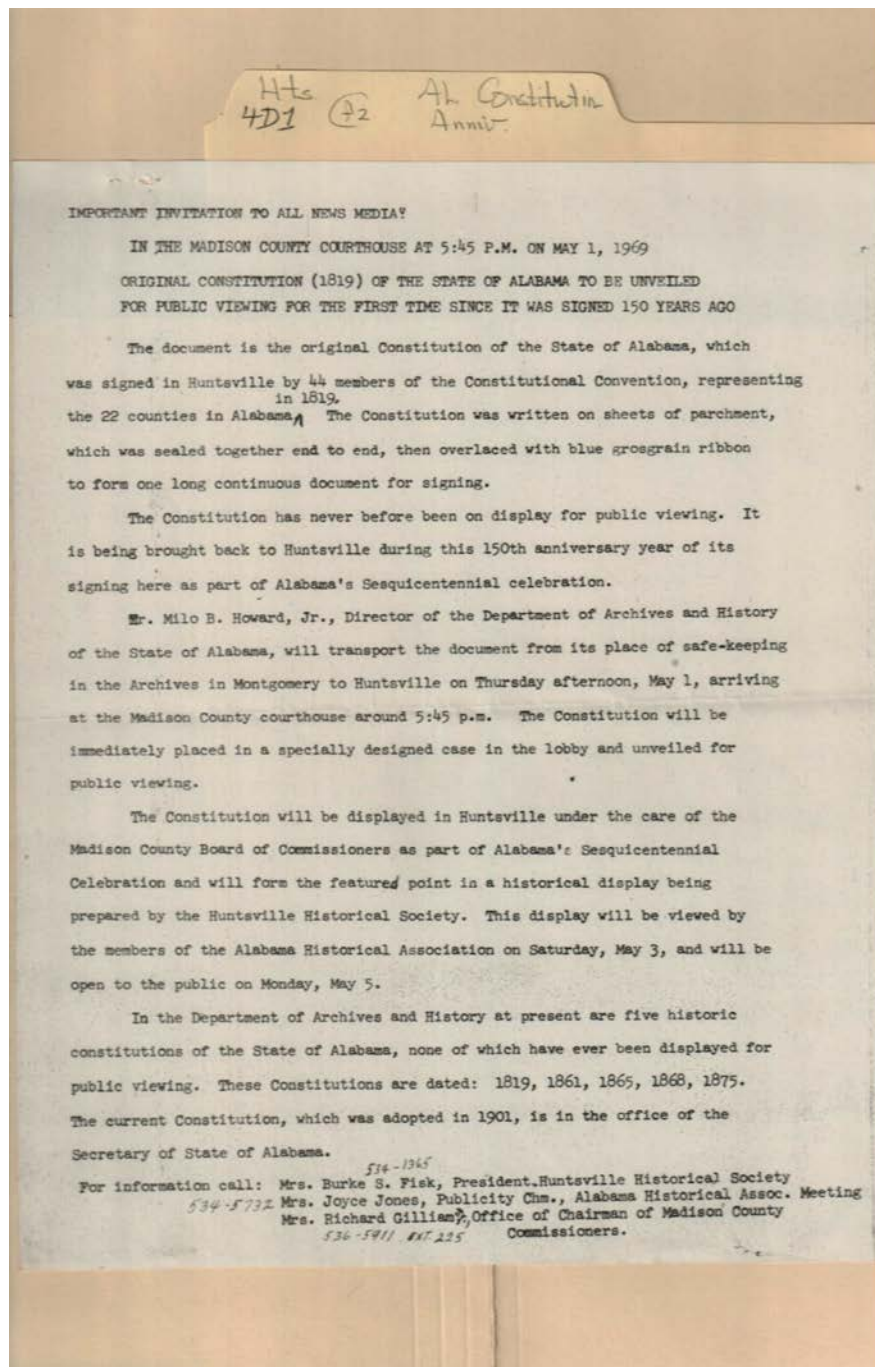 Hts AL Constitutin
4D1 Anniv.
IMPORTANT INVITATION TO ALL NEWS MEDIA!
IN THE MADISON COUNTY COURTHOUSE AT 5:45 P.M. ON MAY 1, 1969
ORIGINAL CONSTITUTION (1819) OF THE STATE OF ALABAMA TO BE UNVEILED
FOR PUBLIC VIEWING FOR THE FIRST TIME SINCE IT WAS SIGNED 150 YEARS AGO
The document is the original Constitution of the State of Alabama, which
was signed in Huntsville by 44 members of the Constitutional Convention, representing
in 1819.
the 22 counties in Alabama The Constitution was written on sheets of parchment,
which was sealed together end to end, then overlaced with blue grosgrain ribbon
to form one long continuous document for signing.
The Constitution has never before been on display for public viewing. It
is being brought back to Huntsville during this 150th anniversary year of its
signing here as part of Alabama's Sesquicentennial celebration.
Mr. Milo B. Howard, Jr., Director of the Department of Archives and History
of the State of Alabama, will transport the document from its place of safe-keeping
in the Archives in Montgomery to Huntsville on Thursday afternoon, May 1, arriving
at the Madison County courthouse around 5:45 p.m. The Constitution will be
immediately placed in a specially designed case in the lobby and unveiled for
public viewing.
The Constitution will be displayed in Huntsville under the care of the
Madison County Board of Commissioners as part of Alabama's Sesquicentennial
Celebration and will form the featured point in a historical display being
prepared by the Huntsville Historical Society. This display will be viewed by
the members of the Alabama Historical Association on Saturday, May 3, and will be
open to the public on Monday, May 5.
In the Department of Archives and History at present are five historic
constitutions of the State of Alabama, none of which have ever been displayed for
public viewing. These Constitutions are dated: 1819, 1861, 1865, 1868, 1875.
The current Constitution, which was adopted in 1901, is in the office of the
Secretary of State of Alabama.
534-1365
For information call: Mrs. Burke S. Fisk, President.Huntsville Historical Society
534-5732 Mrs. Joyce Jones, Publicity Chm., Alabama Historical Assoc. Meeting
Mrs. Richard Gilliam, Office of Chairman of Madison County
536-5911 EXT.225 Commissioners.